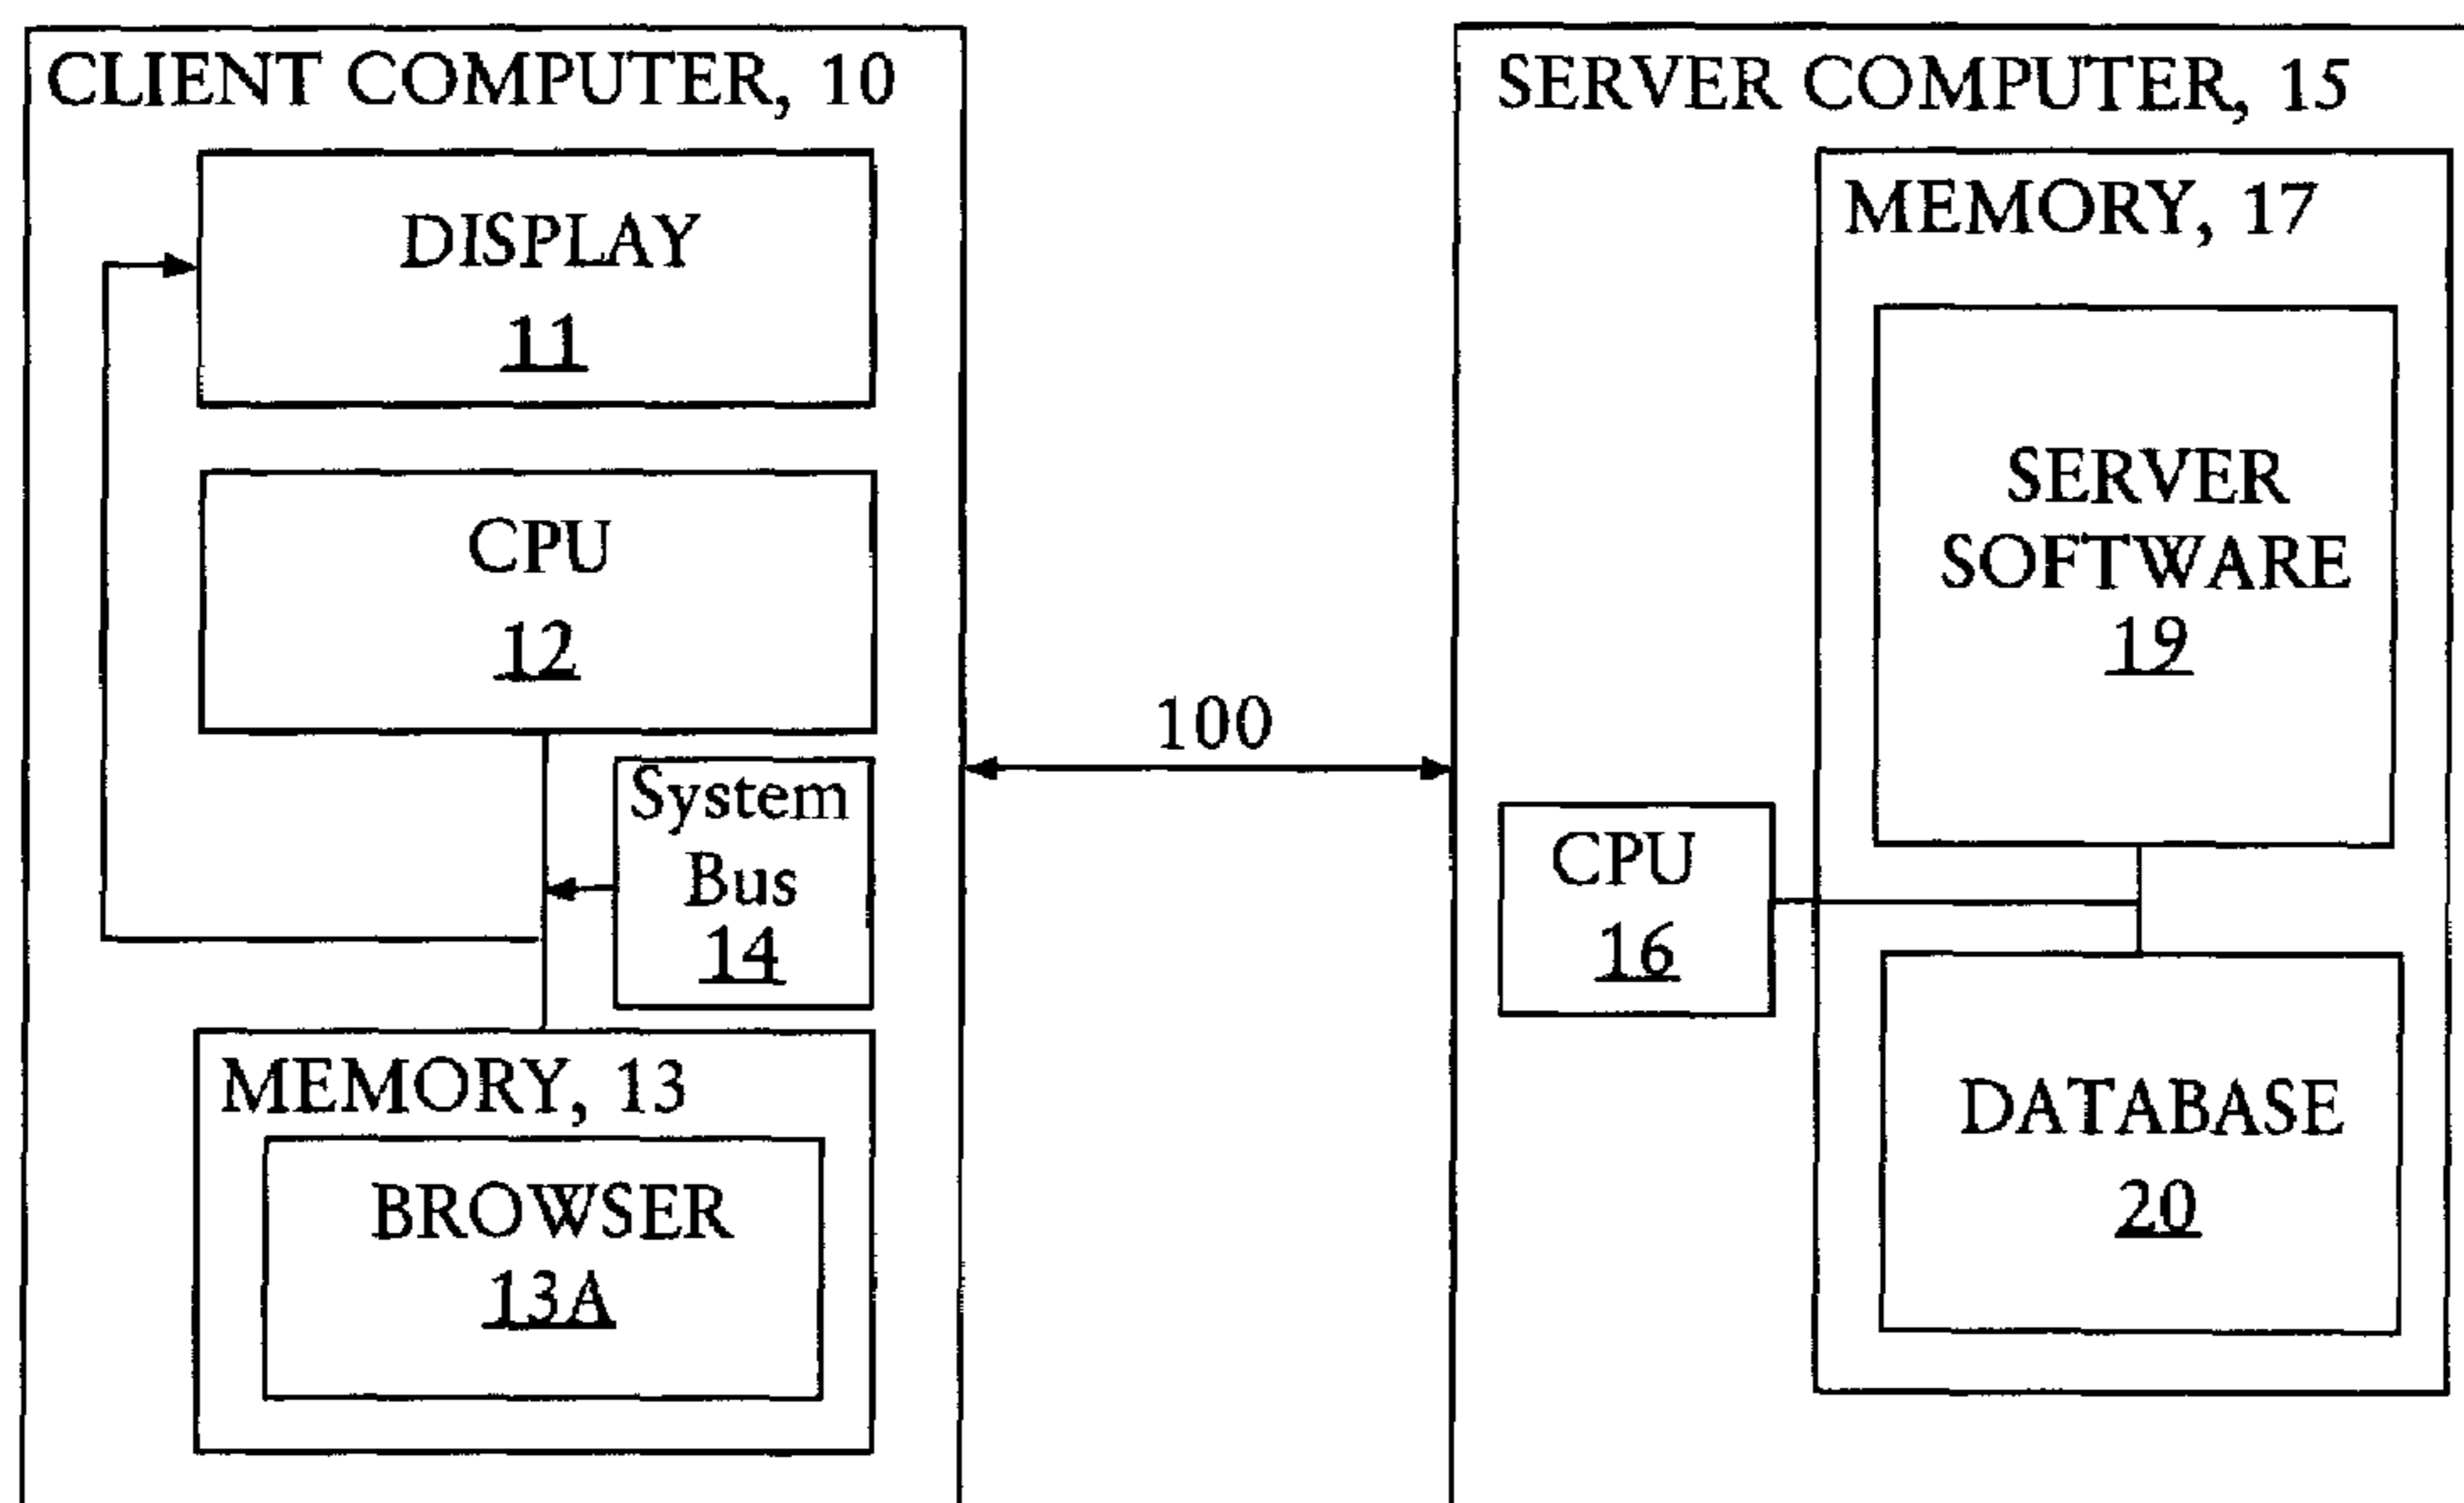 CLIENT COMPUTER, 10
DISPLAY
11
CPU
12
System
Bus
14
MEMORY, 13
BROWSER
13A
100
SERVER COMPUTER, 15
MEMORY, 17
SERVER
SOFTWARE
19
CPU
16
DATABASE
20